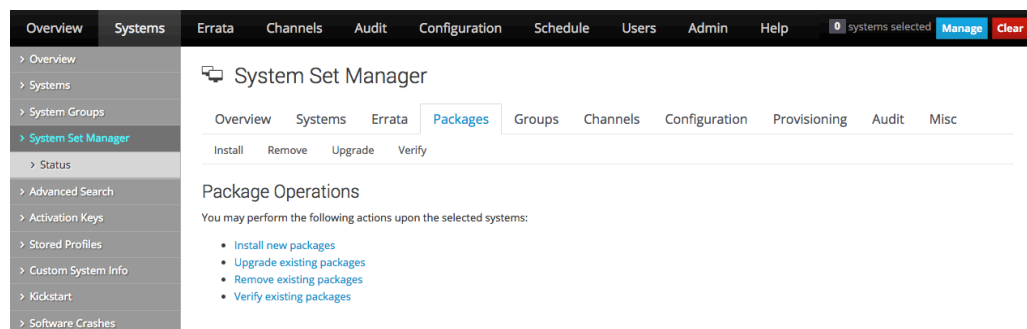 Overview Systems Errata Channels Audit Configuration Schedule Users Admin Help 0 systems selected Manage Clear
> Overview
> Systems
> System Groups
> System Set Manager
> Status
> Advanced Search
> Activation Keys
> Stored Profiles
> Custom System Info
> Kickstart
> Software Crashes
System Set Manager
Overview Systems Errata Packages Groups Channels Configuration Provisioning Audit Misc
Install Remove Upgrade Verify
Package Operations
You may perform the following actions upon the selected systems:
• Install new packages
• Upgrade existing packages
• Remove existing packages
• Verify existing packages